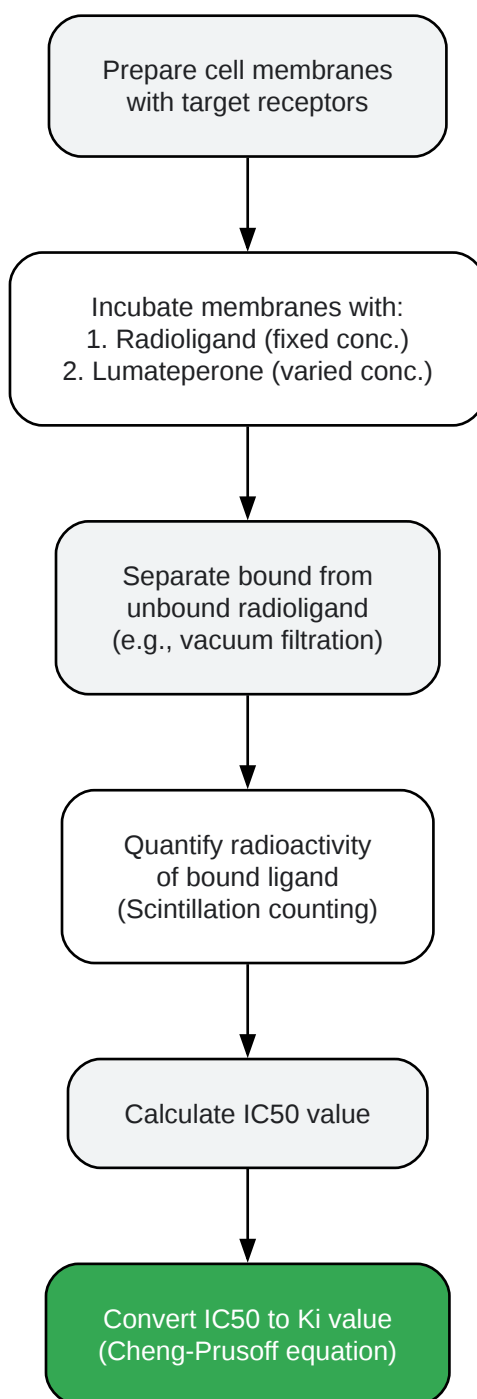 Prepare cell membranes
with target receptors
Incubate membranes with:
1. Radioligand (fixed conc.)
2. Lumateperone (varied conc.)
Separate bound from
unbound radioligand
(e.g., vacuum filtration)
Quantify radioactivity
of bound ligand
(Scintillation counting)
Calculate IC50 value
Convert IC50 to Ki value
(Cheng-Prusoff equation)